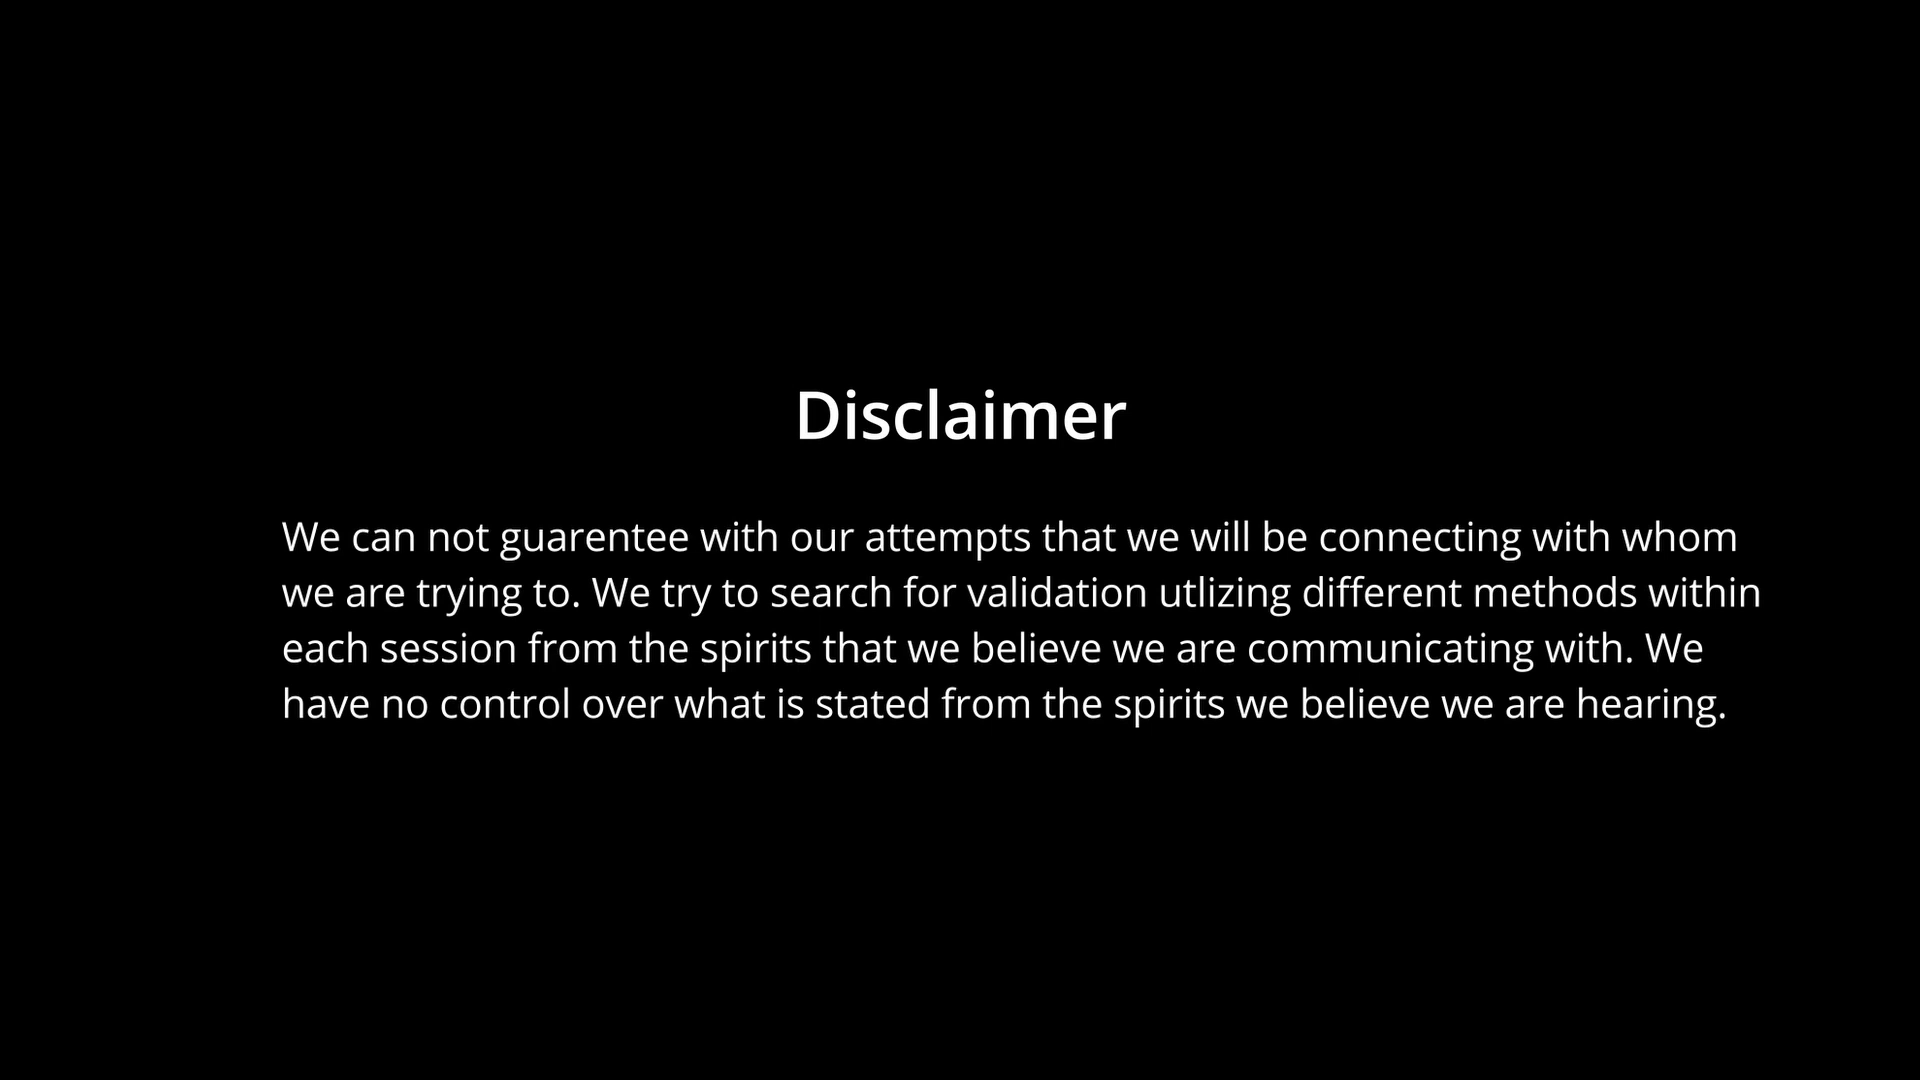 Disclaimer
We can not guarentee with our attempts that we will be connecting with whom
we are trying to. We try to search for validation utlizing different methods within
each session from the spirits that we believe we are communicating with. We
have no control over what is stated from the spirits we believe we are hearing.